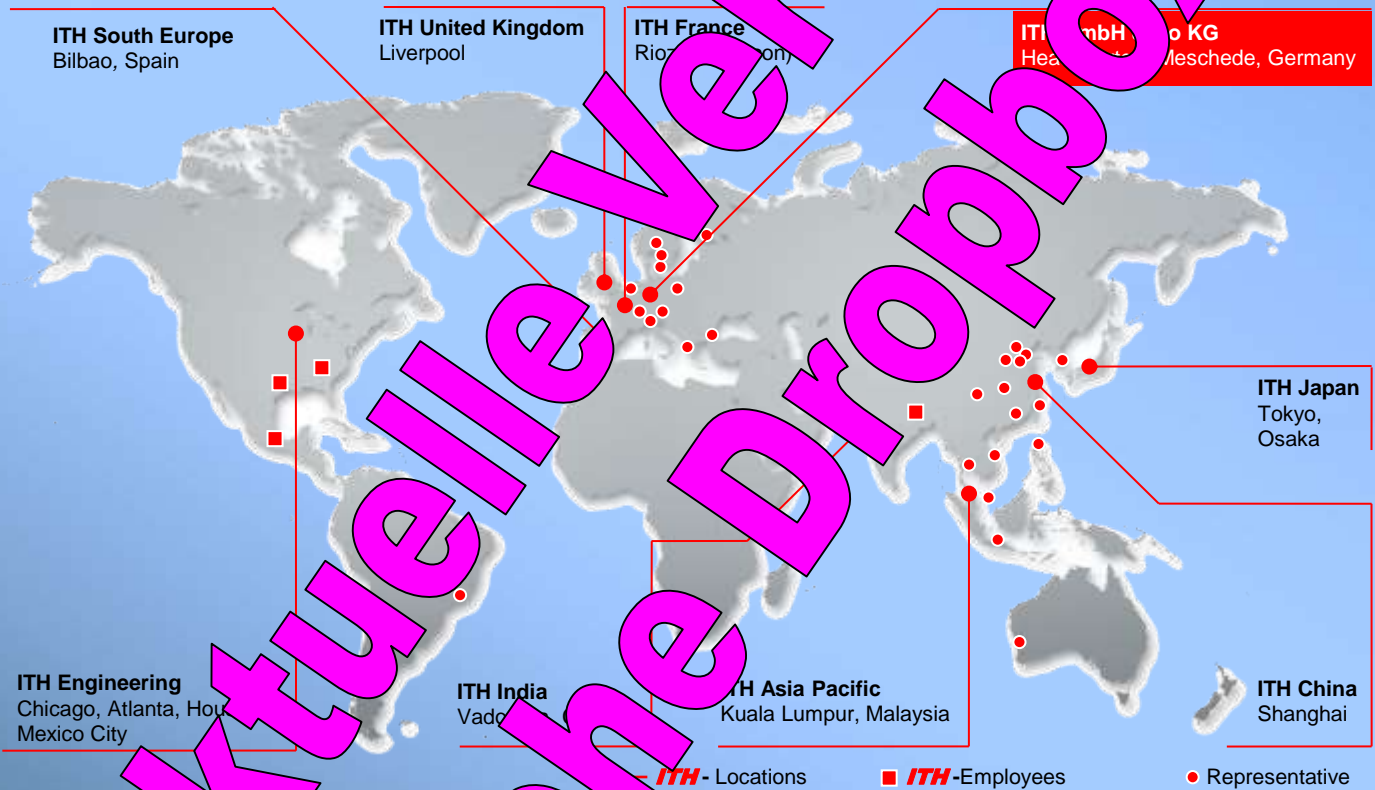 ITH South Europe
Bilbao, Spain
ITH United Kingdom
Liverpool
ITH France
ITH KG
Meschede, Germany
ITH Japan
Tokyo,
Osaka
ITH Engineering
Chicago, Atlanta,
Mexico City
ITH India
Asia Pacific
Kuala Lumpur, Malaysia
ITH China
Shanghai
ITH - Locations
ITH -Employees
Representative
ktuelle Ver
he Dropbox